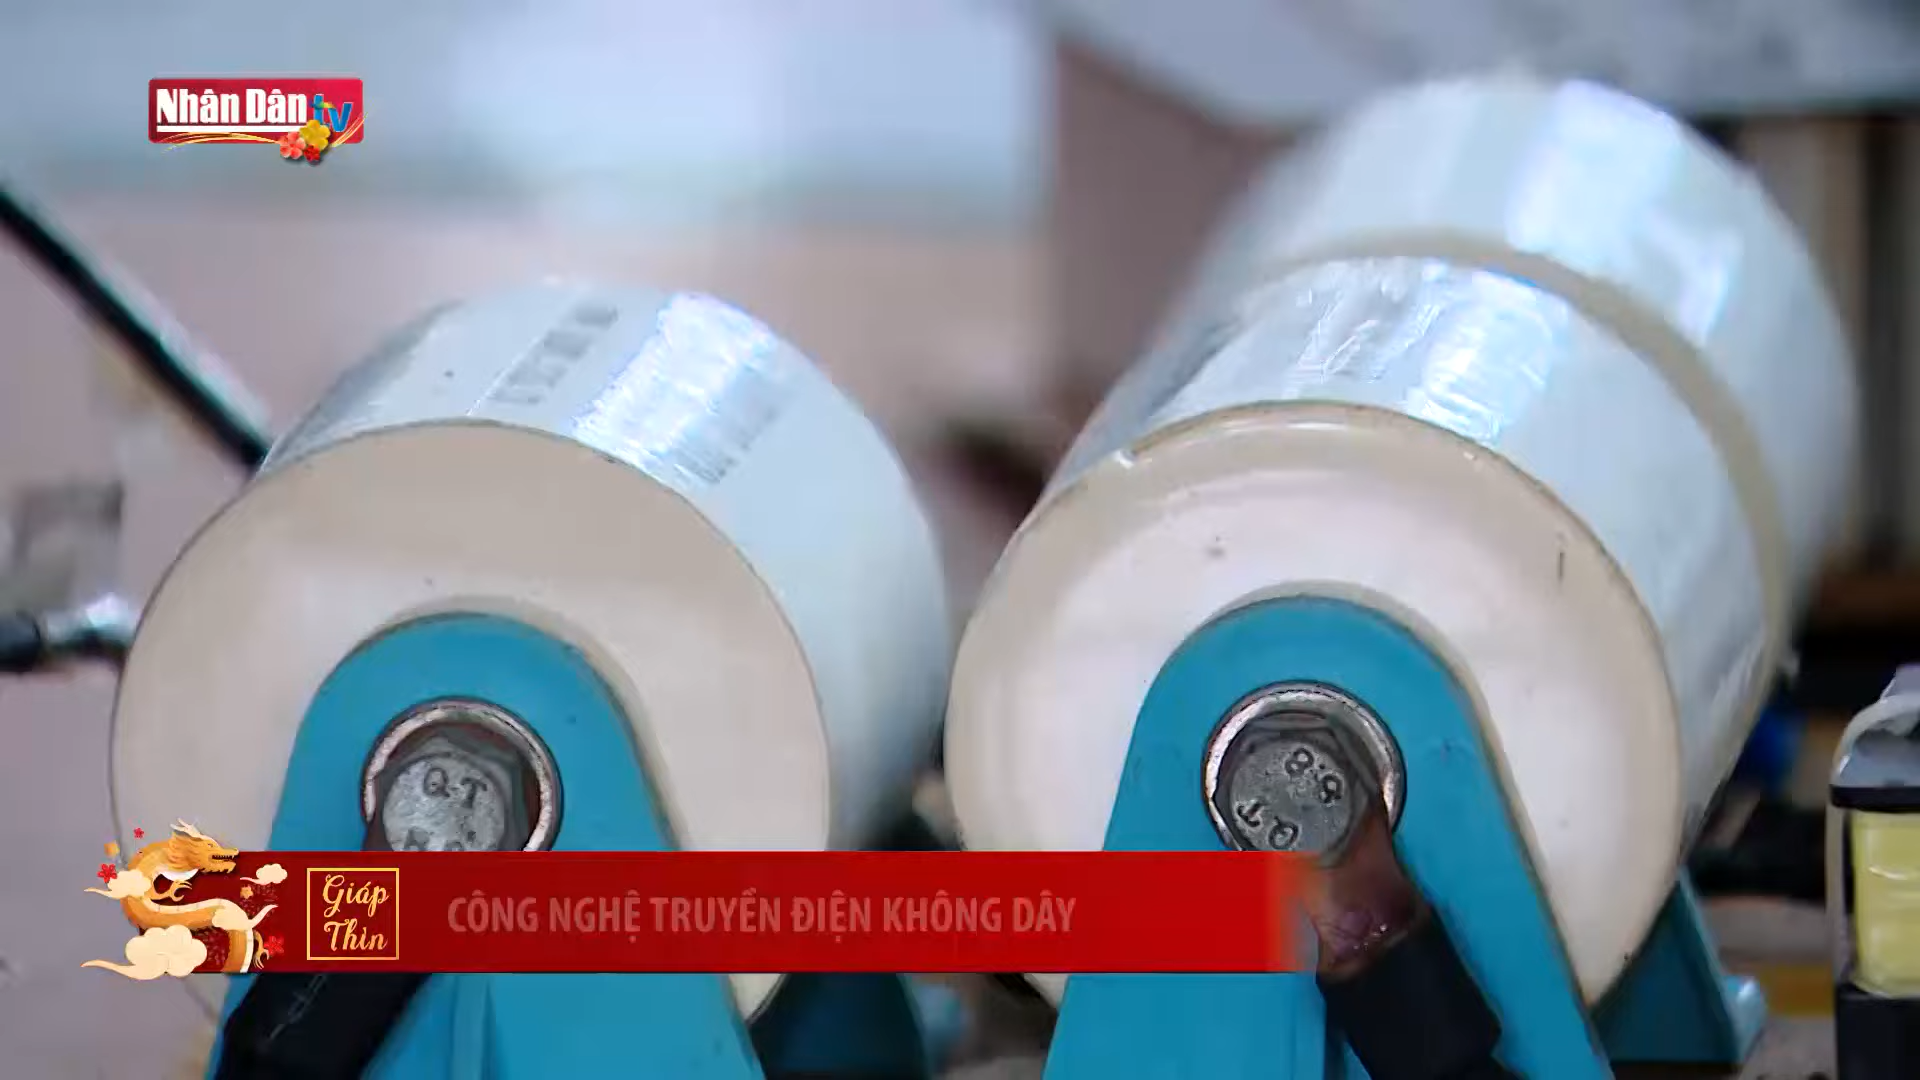 Nhân Dân tv
QT
8.8
QT
Giáp
Thìn
CÔNG NGHỆ TRUYỀN ĐIỆN KHÔNG DÂY